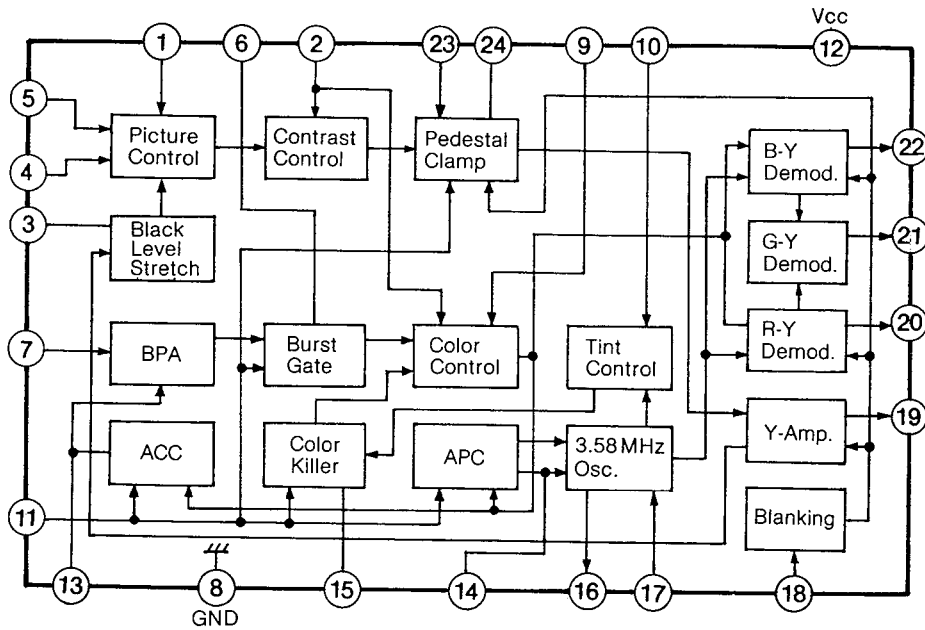 Vcc
1
6
2
23
24
9
10
12
5
4
3
7
11
Picture
Control
Contrast
Control
Pedestal
Clamp
B-Y
Demod.
22
Black
Level
Stretch
G-Y
Demod.
21
BPA
Burst
Gate
Color
Control
Tint
Control
R-Y
Demod.
20
ACC
Color
Killer
APC
3.58MHz
Osc.
Y-Amp.
19
Blanking
13
8
GND
15
14
16
17
18